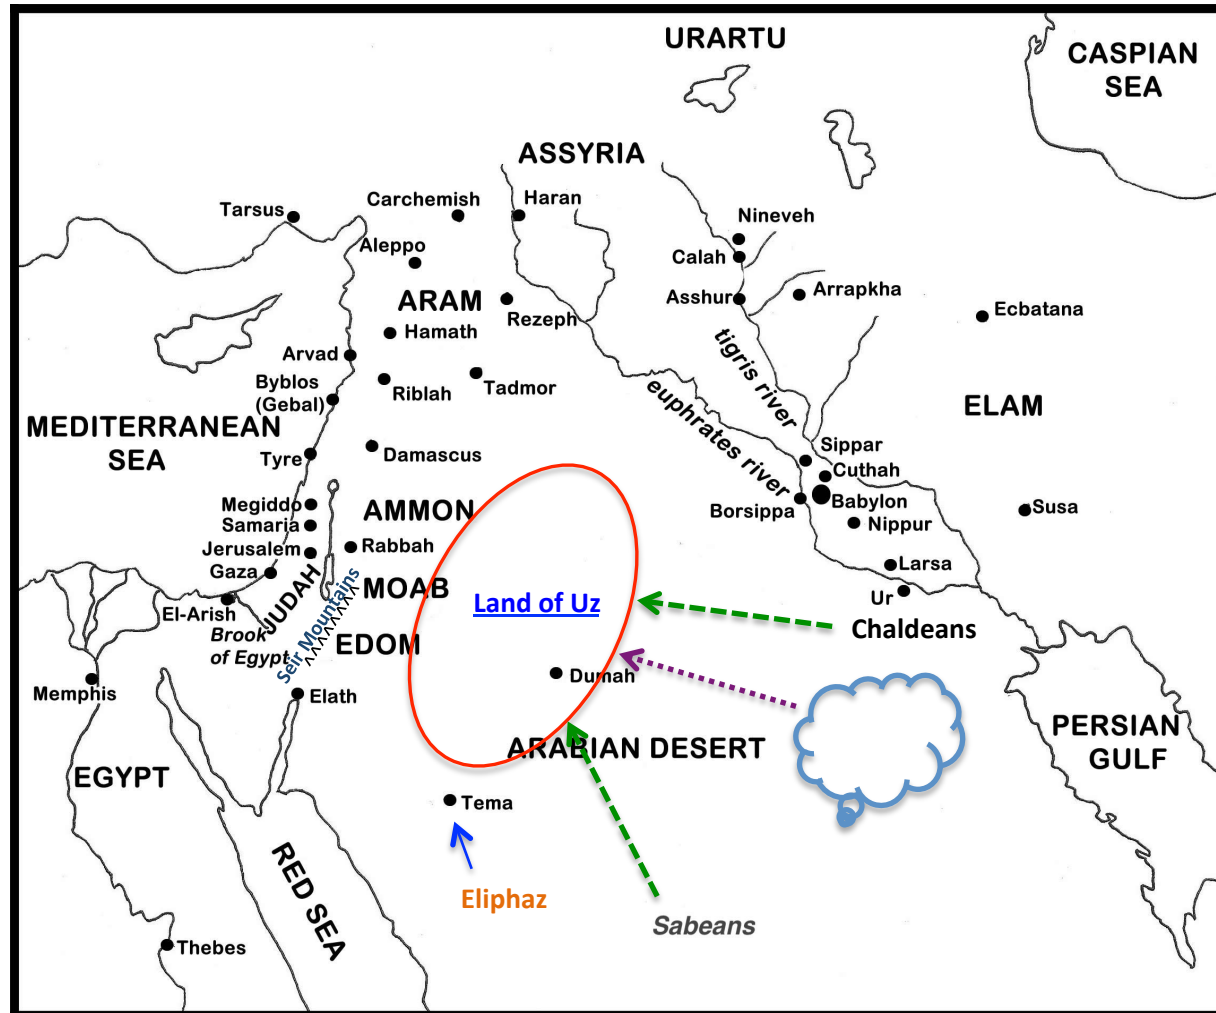 URARTU
CASPIAN
SEA
ASSYRIA
Carchemish
Haran
Tarsus
Nineveh
Aleppo
Calah
ARAM
Asshur
Arrapkha
Rezeph
Ecbatana
Hamath
tigris river
Arvad
Byblos
(Gebal)
Riblah
Tadmor
euphrates river
ELAM
MEDITERRANEAN
SEA
Tyre
Damascus
Sippar
Cuthah
Megiddo
AMMON
Babylon
Samaria
Borsippa
Nippur
Susa
Jerusalem
Rabbah
Gaza
Larsa
JUDAH
MOAB
Seir Mountains
El-Arish
Land of Uz
Ur
Brook
of Egypt
EDOM
Chaldeans
Memphis
Elath
Dumah
ARABIAN DESERT
PERSIAN
GULF
EGYPT
Tema
RED SEA
Eliphaz
Sabeans
Thebes